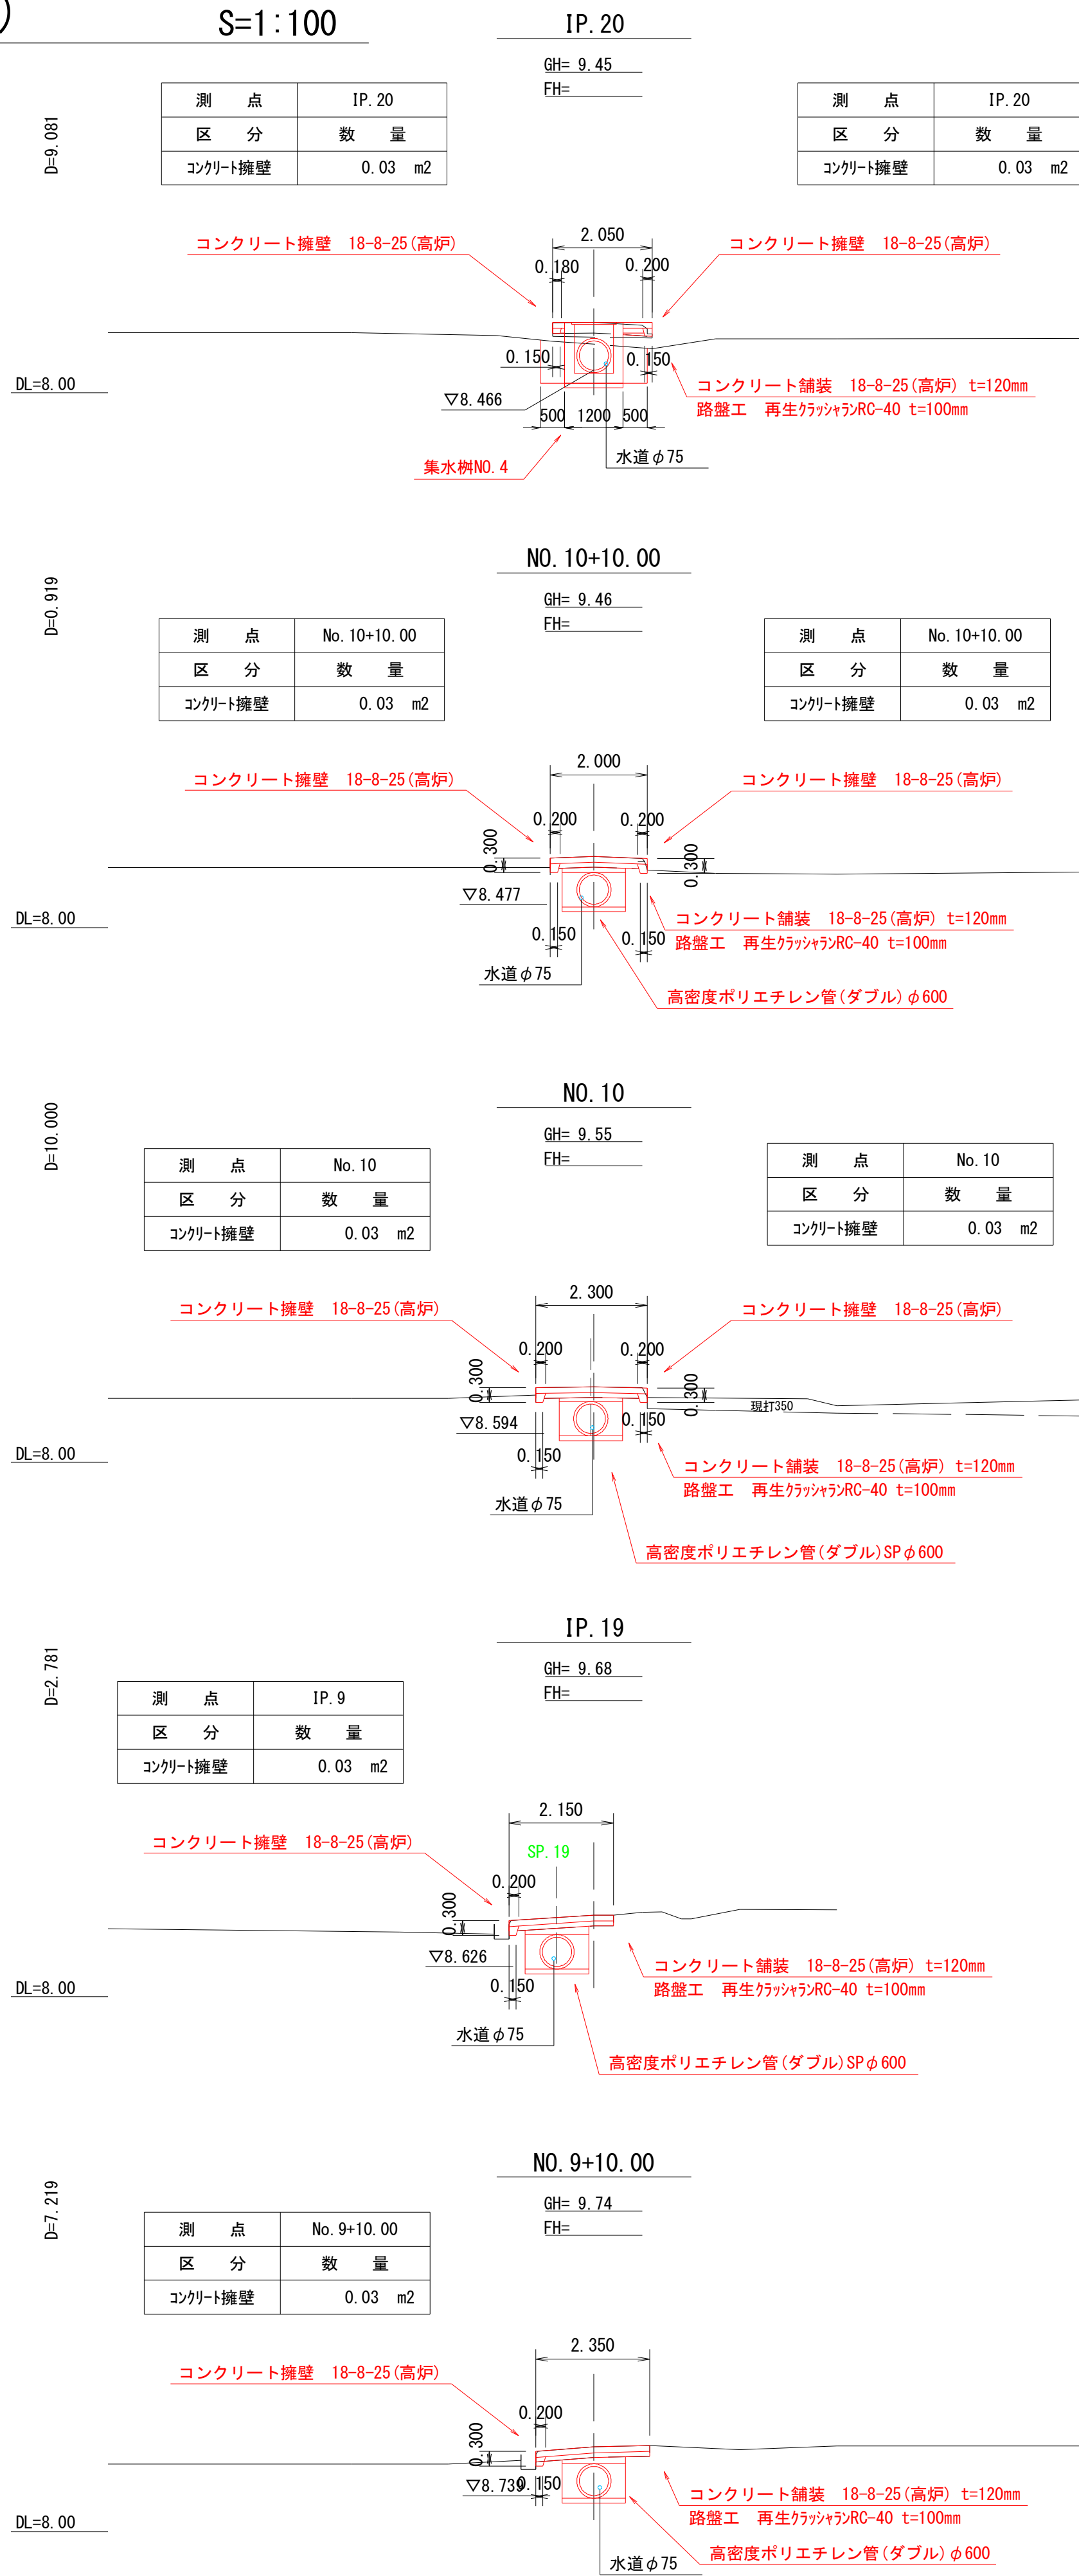 )
S=1:100
IP.20
GH= 9.45
FH=
D=9.081
測 点 IP.20
区 分 数 量
コンクリート擁壁 0.03 m2
測 点 IP.20
区 分 数 量
コンクリート擁壁 0.03 m2
コンクリート擁壁 18-8-25(高炉)
2.050
コンクリート擁壁 18-8-25(高炉)
0.180
0.200
0.150
0.150
DL=8.00
コンクリート舗装 18-8-25(高炉) t=120mm
路盤工 再生クラッシャランRC-40 t=100mm
▽8.466
500 1200 500
水道φ75
集水桝NO.4
NO.10+10.00
GH= 9.46
FH=
D=0.919
測 点 No.10+10.00
区 分 数 量
コンクリート擁壁 0.03 m2
測 点 No.10+10.00
区 分 数 量
コンクリート擁壁 0.03 m2
コンクリート擁壁 18-8-25(高炉)
2.000
コンクリート擁壁 18-8-25(高炉)
0.200
0.200
0.300
0.300
▽8.477
DL=8.00
コンクリート舗装 18-8-25(高炉) t=120mm
路盤工 再生クラッシャランRC-40 t=100mm
0.150
0.150
水道φ75
高密度ポリエチレン管(ダブル)φ600
NO.10
GH= 9.55
FH=
D=10.000
測 点 No.10
区 分 数 量
コンクリート擁壁 0.03 m2
測 点 No.10
区 分 数 量
コンクリート擁壁 0.03 m2
コンクリート擁壁 18-8-25(高炉)
2.300
コンクリート擁壁 18-8-25(高炉)
0.200
0.200
0.300
0.300
現打350
▽8.594
0.150
DL=8.00
0.150
コンクリート舗装 18-8-25(高炉) t=120mm
路盤工 再生クラッシャランRC-40 t=100mm
水道φ75
高密度ポリエチレン管(ダブル)SPφ600
IP.19
GH= 9.68
FH=
D=2.781
測 点 IP.9
区 分 数 量
コンクリート擁壁 0.03 m2
2.150
コンクリート擁壁 18-8-25(高炉)
SP.19
0.200
0.300
▽8.626
DL=8.00
0.150
コンクリート舗装 18-8-25(高炉) t=120mm
路盤工 再生クラッシャランRC-40 t=100mm
水道φ75
高密度ポリエチレン管(ダブル)SPφ600
NO.9+10.00
GH= 9.74
FH=
D=7.219
測 点 No.9+10.00
区 分 数 量
コンクリート擁壁 0.03 m2
2.350
コンクリート擁壁 18-8-25(高炉)
0.200
0.300
▽8.739
0.150
DL=8.00
コンクリート舗装 18-8-25(高炉) t=120mm
路盤工 再生クラッシャランRC-40 t=100mm
高密度ポリエチレン管(ダブル)φ600
水道φ75